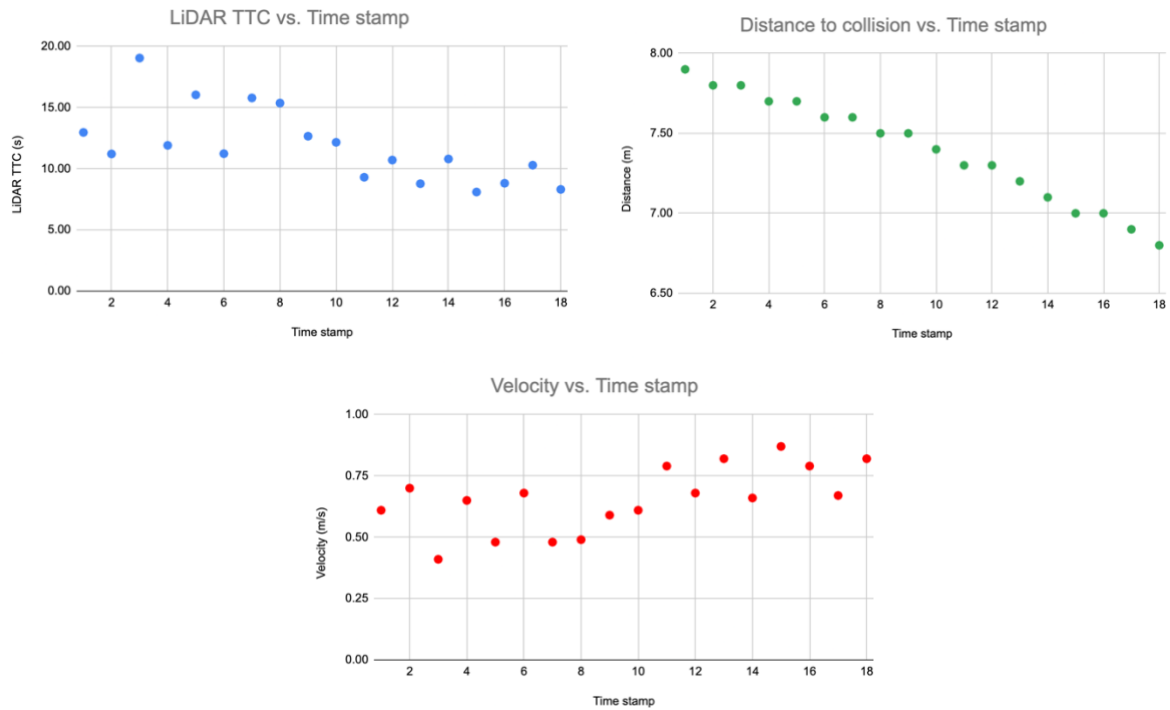 LiDAR TTC vs. Time stamp
20.00
15.00
10.00
5.00
0.00
LiDAR TTC (s)
2 4 6 8 10 12 14 16 18
Time stamp
Distance to collision vs. Time stamp
8.00
7.50
7.00
6.50
Distance (m)
2 4 6 8 10 12 14 16 18
Time stamp
Velocity vs. Time stamp
1.00
0.75
0.50
0.25
0.00
Velocity (m/s)
2 4 6 8 10 12 14 16 18
Time stamp